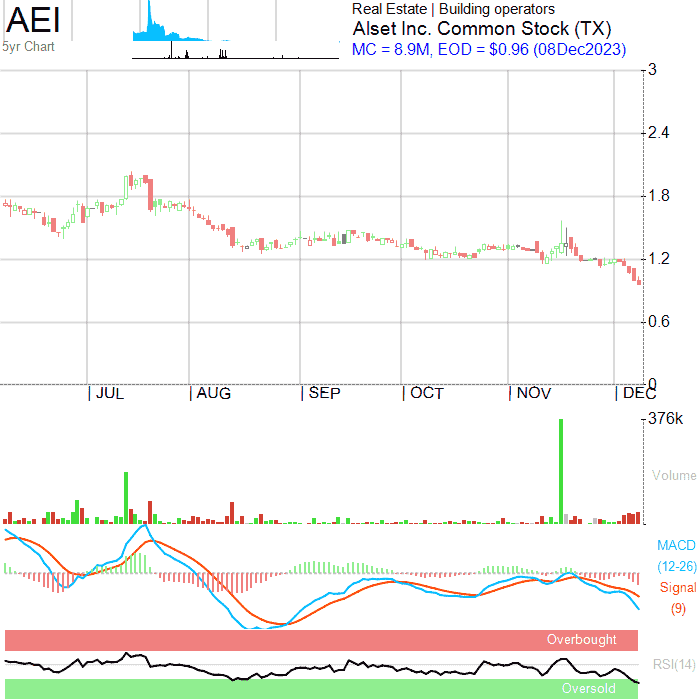 AEI
5yr Chart
Real Estate | Building operators
Alset Inc. Common Stock (TX)
MC = 8.9M, EOD = $0.96 (08Dec2023)
3
2.4
1.8
1.2
0.6
0
JUL AUG SEP OCT NOV DEC
376k
Volume
MACD
(12-26)
Signal
(9)
Overbought
RSI(14)
Oversold